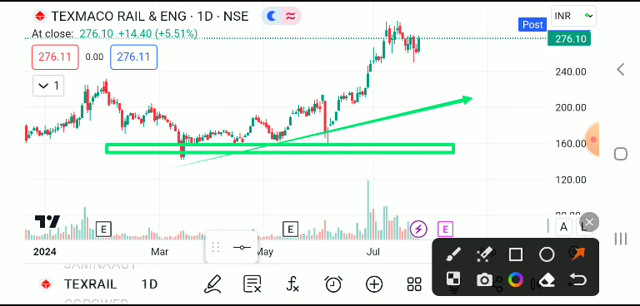 TEXMACO RAIL & ENG · 1D · NSE
INR
At close: 276.10 +14.40 (+5.51%)
Post
276.10
276.11 0.00 276.11
1
240.00
200.00
160.00
120.00
E E E
A L
2024 Mar May Jul
TEXRAIL 1D